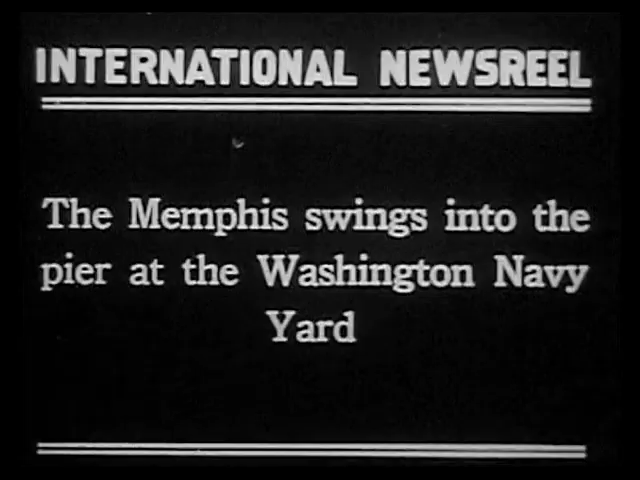 INTERNATIONAL NEWSREEL
The Memphis swings into the
pier at the Washington Navy
Yard